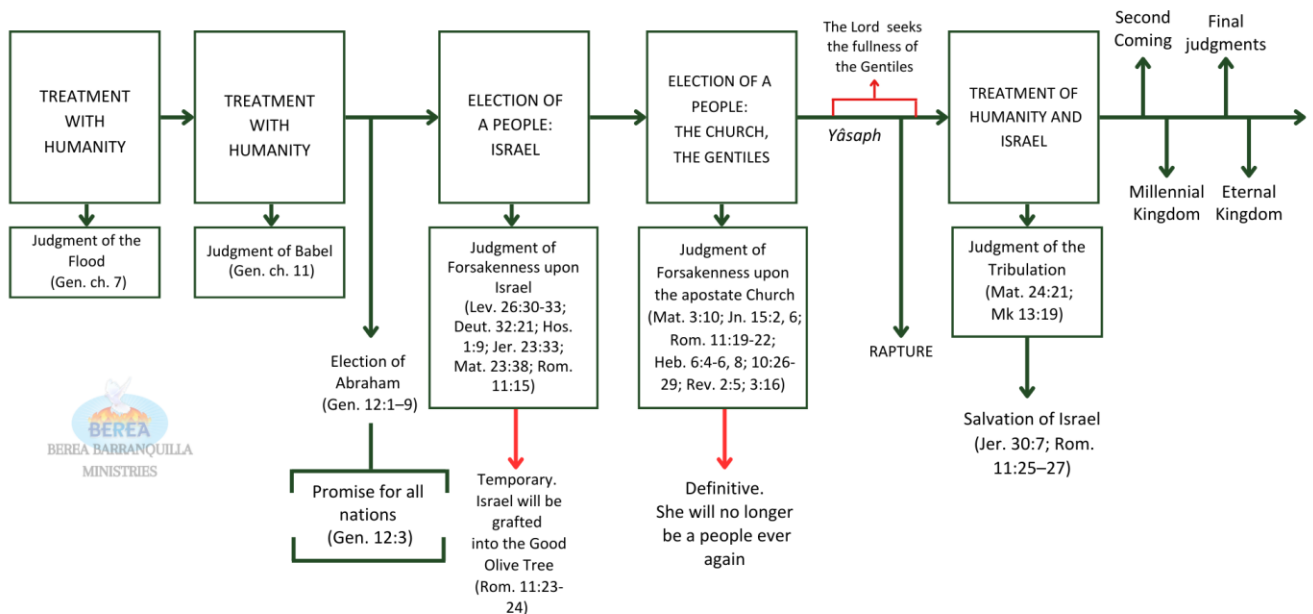 TREATMENT
WITH
HUMANITY
Judgment of the
Flood
(Gen. ch. 7)
TREATMENT
WITH
HUMANITY
Judgment of Babel
(Gen. ch. 11)
Election of
Abraham
(Gen. 12:1–9)
Promise for all
nations
(Gen. 12:3)
ELECTION OF
A PEOPLE:
ISRAEL
Judgment of
Forsakenness upon
Israel
(Lev. 26:30-33;
Deut. 32:21; Hos.
1:9; Jer. 23:33;
Mat. 23:38; Rom.
11:15)
Temporary.
Israel will be
grafted
into the Good
Olive Tree
(Rom. 11:23-
24)
ELECTION OF A
PEOPLE:
THE CHURCH,
THE GENTILES
Judgment of
Forsakenness upon
the apostate Church
(Mat. 3:10; Jn. 15:2, 6;
Rom. 11:19-22;
Heb. 6:4-6, 8; 10:26-
29; Rev. 2:5; 3:16)
Definitive.
She will no longer
be a people ever
again
The Lord seeks
the fullness of
the Gentiles
Yâsaph
RAPTURE
TREATMENT OF
HUMANITY AND
ISRAEL
Judgment of the
Tribulation
(Mat. 24:21;
Mk 13:19)
Salvation of Israel
(Jer. 30:7; Rom.
11:25–27)
Second
Coming
Final
judgments
Millennial
Kingdom
Eternal
Kingdom
BEREA
BEREA BARRANQUILLA
MINISTRIES